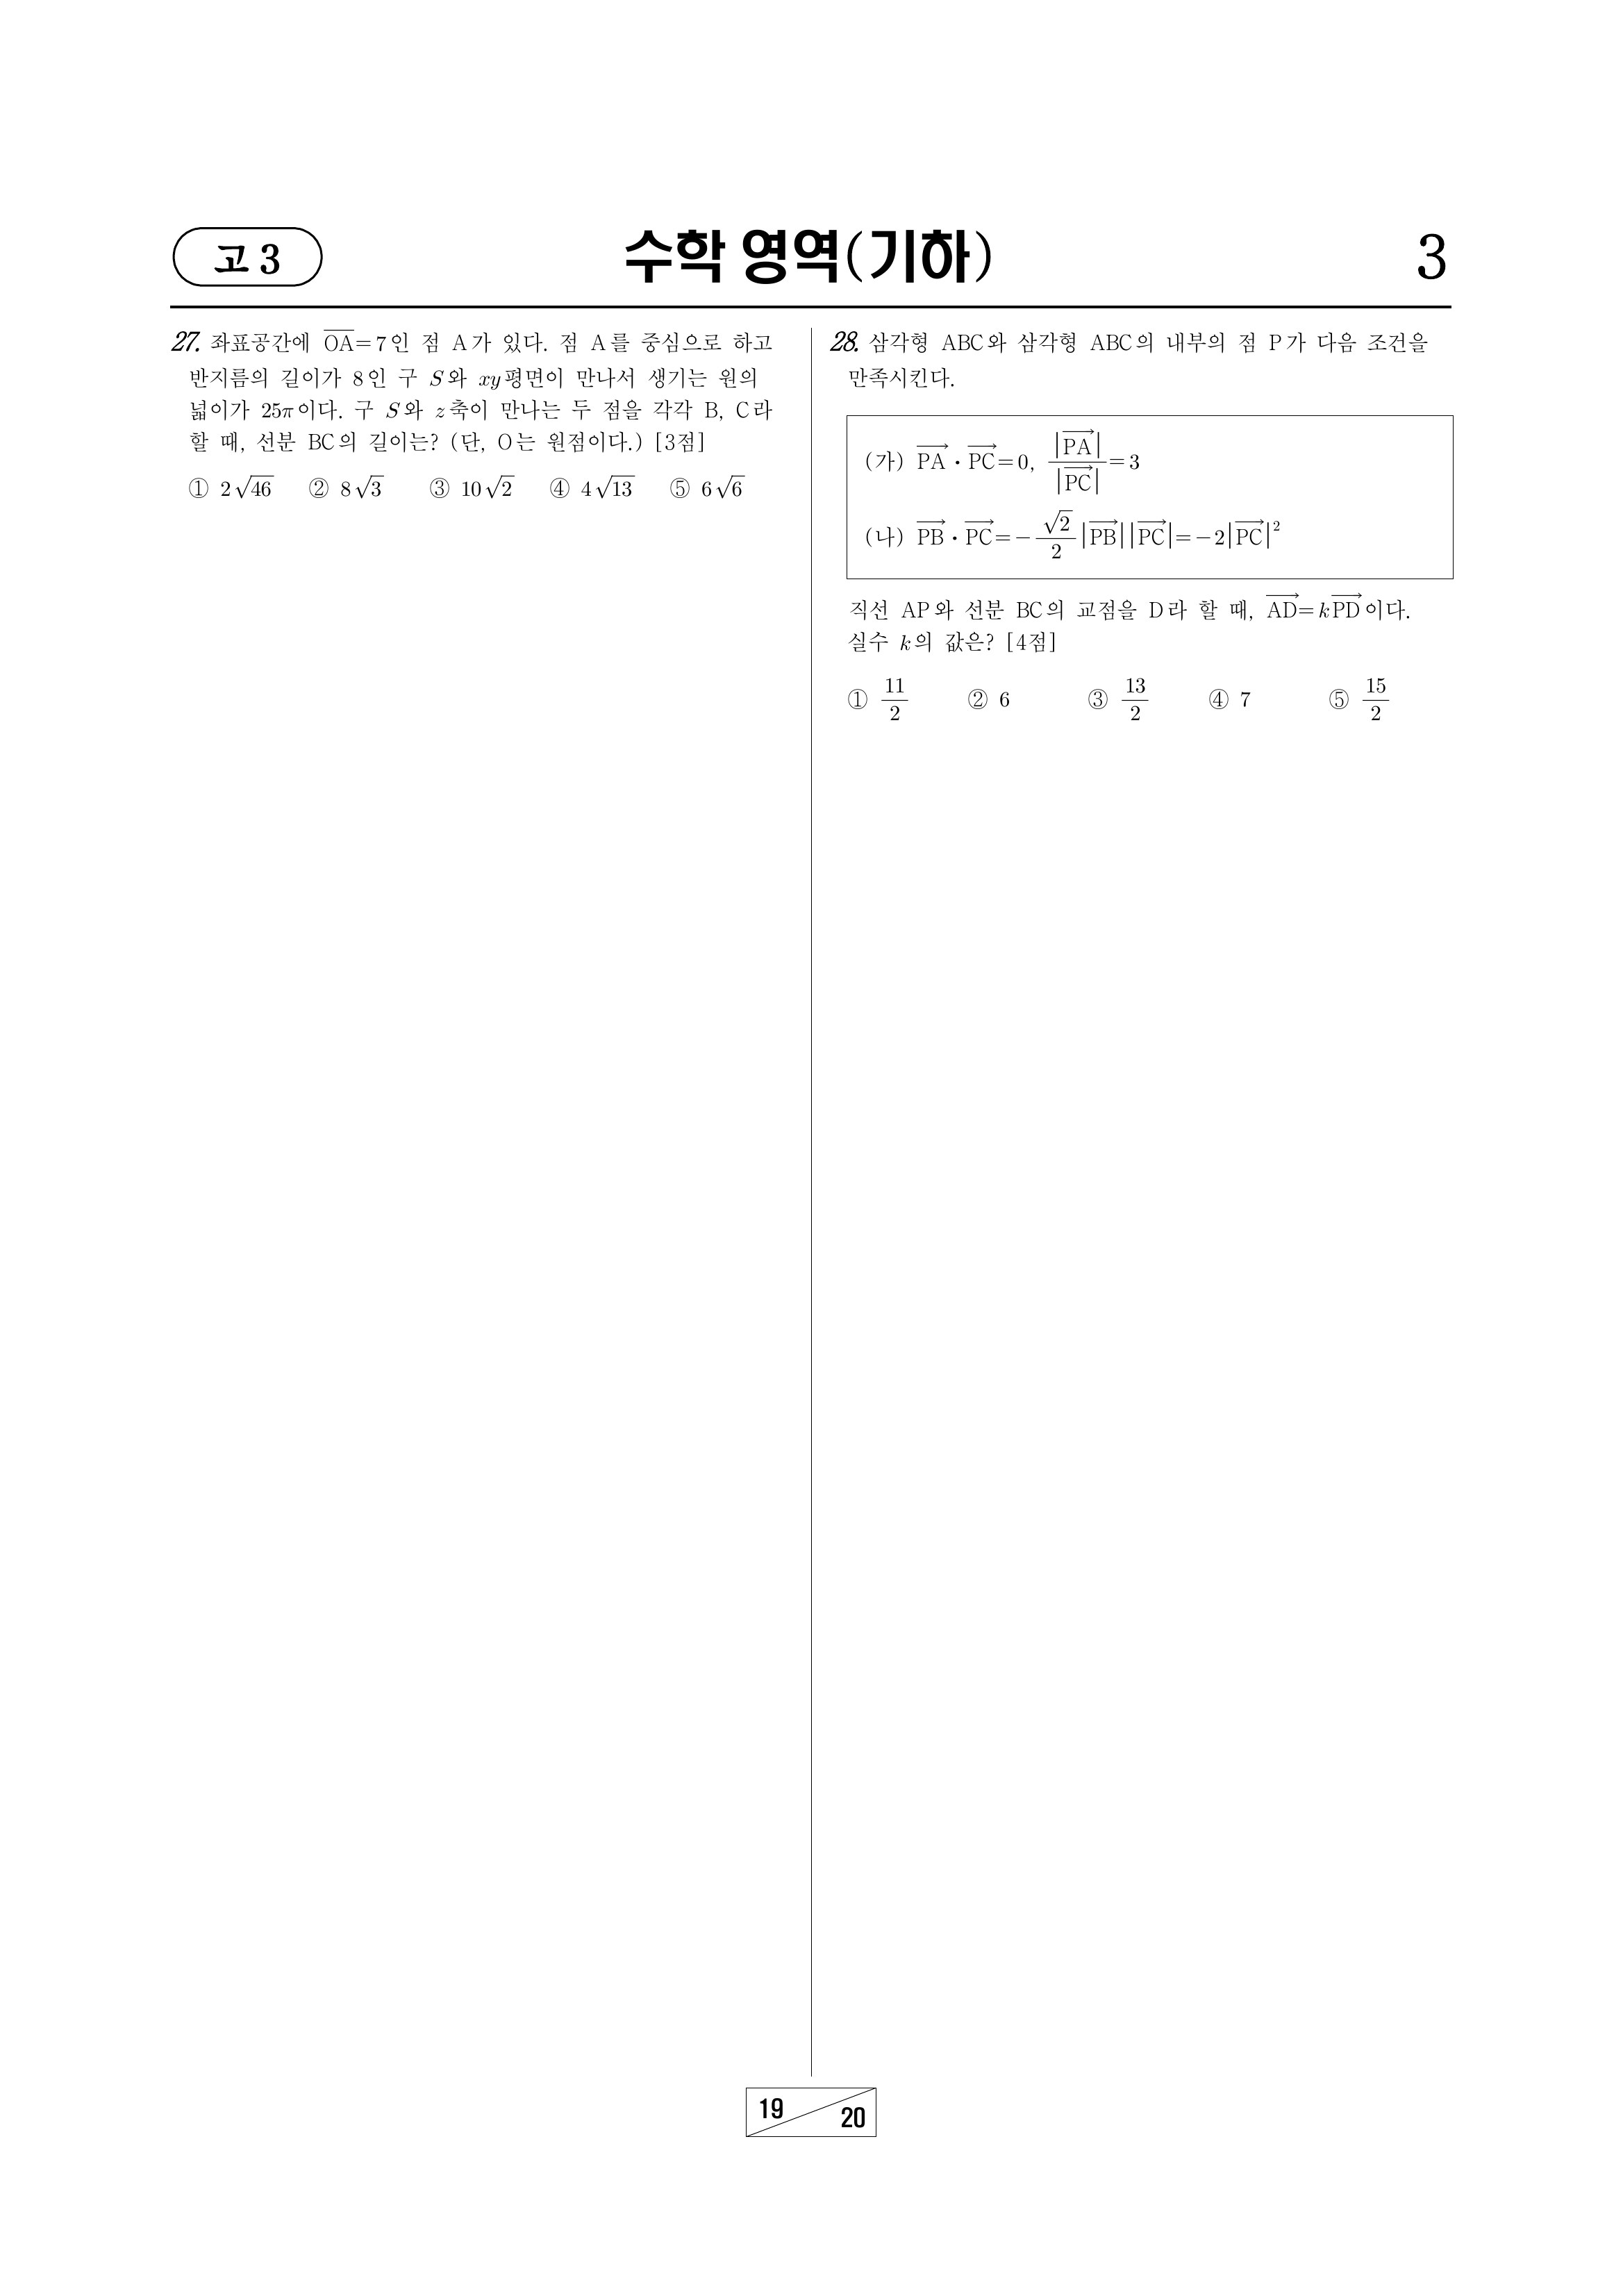 고 3
수학 영역(기하)
3
27. 좌표공간에 $\overline{OA}=7$인 점 A가 있다. 점 A를 중심으로 하고
반지름의 길이가 8인 구 $S$와 $xy$평면이 만나서 생기는 원의
넓이가 $25\pi$이다. 구 $S$와 $z$축이 만나는 두 점을 각각 B, C라
할 때, 선분 BC의 길이는? (단, O는 원점이다.) [3점]
① $2\sqrt{46}$ ② $8\sqrt{3}$ ③ $10\sqrt{2}$ ④ $4\sqrt{13}$ ⑤ $6\sqrt{6}$
28. 삼각형 ABC와 삼각형 ABC의 내부의 점 P가 다음 조건을
만족시킨다.
(가) $\overrightarrow{PA}\cdot\overrightarrow{PC}=0$, $\frac{|\overrightarrow{PA}|}{|\overrightarrow{PC}|}=3$
(나) $\overrightarrow{PB}\cdot\overrightarrow{PC}=-\frac{\sqrt{2}}{2}|\overrightarrow{PB}||\overrightarrow{PC}|=-2|\overrightarrow{PC}|^2$
직선 AP와 선분 BC의 교점을 D라 할 때, $\overrightarrow{AD}=k\overrightarrow{PD}$이다.
실수 $k$의 값은? [4점]
① $\frac{11}{2}$ ② 6 ③ $\frac{13}{2}$ ④ 7 ⑤ $\frac{15}{2}$
19
20